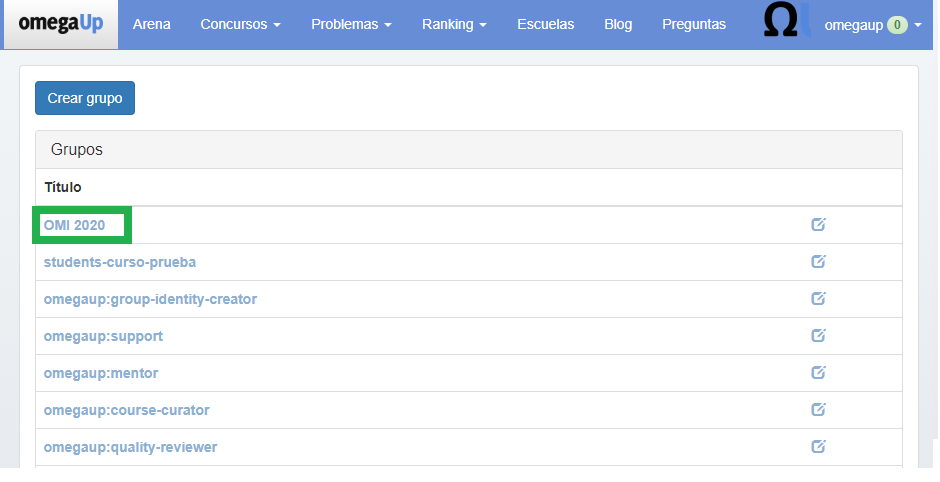 omegaUp Arena Concursos Problemas Ranking Escuelas Blog Preguntas Ω omegaup 0
Crear grupo
Grupos
Título
OMI 2020
students-curso-prueba
omegaup:group-identity-creator
omegaup:support
omegaup:mentor
omegaup:course-curator
omegaup:quality-reviewer